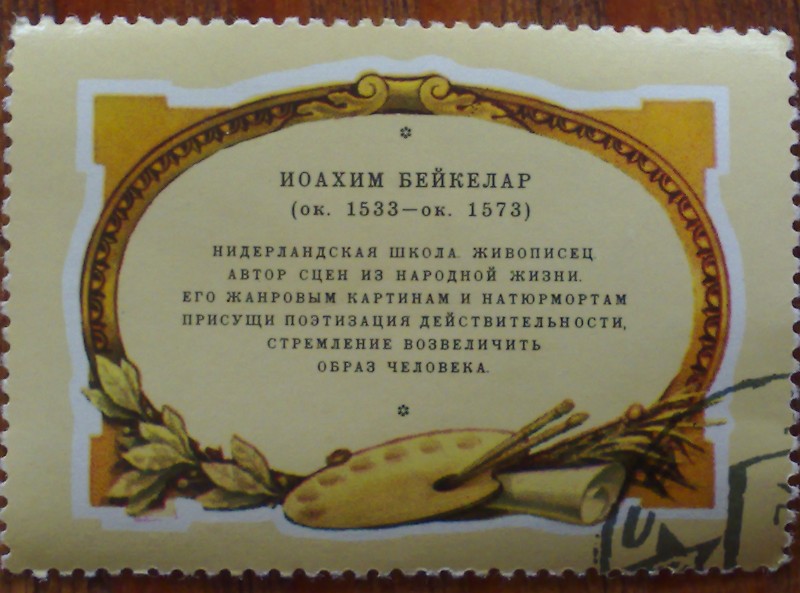 ИОАХИМ БЕЙКЕЛАР
(ок. 1533—ок. 1573)
НИДЕРЛАНДСКАЯ ШКОЛА. ЖИВОПИСЕЦ.
АВТОР СЦЕН ИЗ НАРОДНОЙ ЖИЗНИ.
ЕГО ЖАНРОВЫМ КАРТИНАМ И НАТЮРМОРТАМ
ПРИСУЩИ ПОЭТИЗАЦИЯ ДЕЙСТВИТЕЛЬНОСТИ,
СТРЕМЛЕНИЕ ВОЗВЕЛИЧИТЬ
ОБРАЗ ЧЕЛОВЕКА.